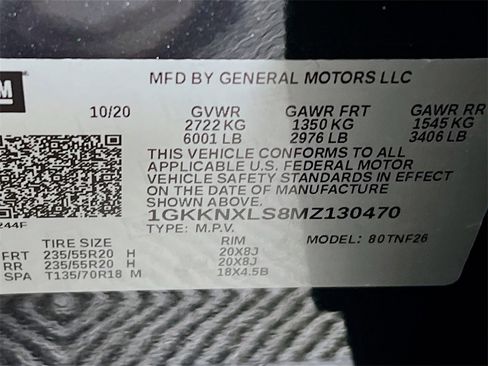 MFD BY GENERAL MOTORS LLC
10/20 GVWR GAWR FRT GAWR RR
2722 KG 1350 KG 1545 KG
6001 LB 2976 LB 3406 LB
THIS VEHICLE CONFORMS TO ALL
APPLICABLE U.S. FEDERAL MOTOR
VEHICLE SAFETY STANDARDS IN EFFECT
ON THE DATE OF MANUFACTURE
SHOWN ABOVE.
1GKKNXLS8MZ130470
TYPE: M.P.V. MODEL: 80TNF26
244F
TIRE SIZE RIM
FRT 235/55R20 H 20X8J
RR 235/55R20 H 20X8J
SPA T135/70R18 M 18X4.5B